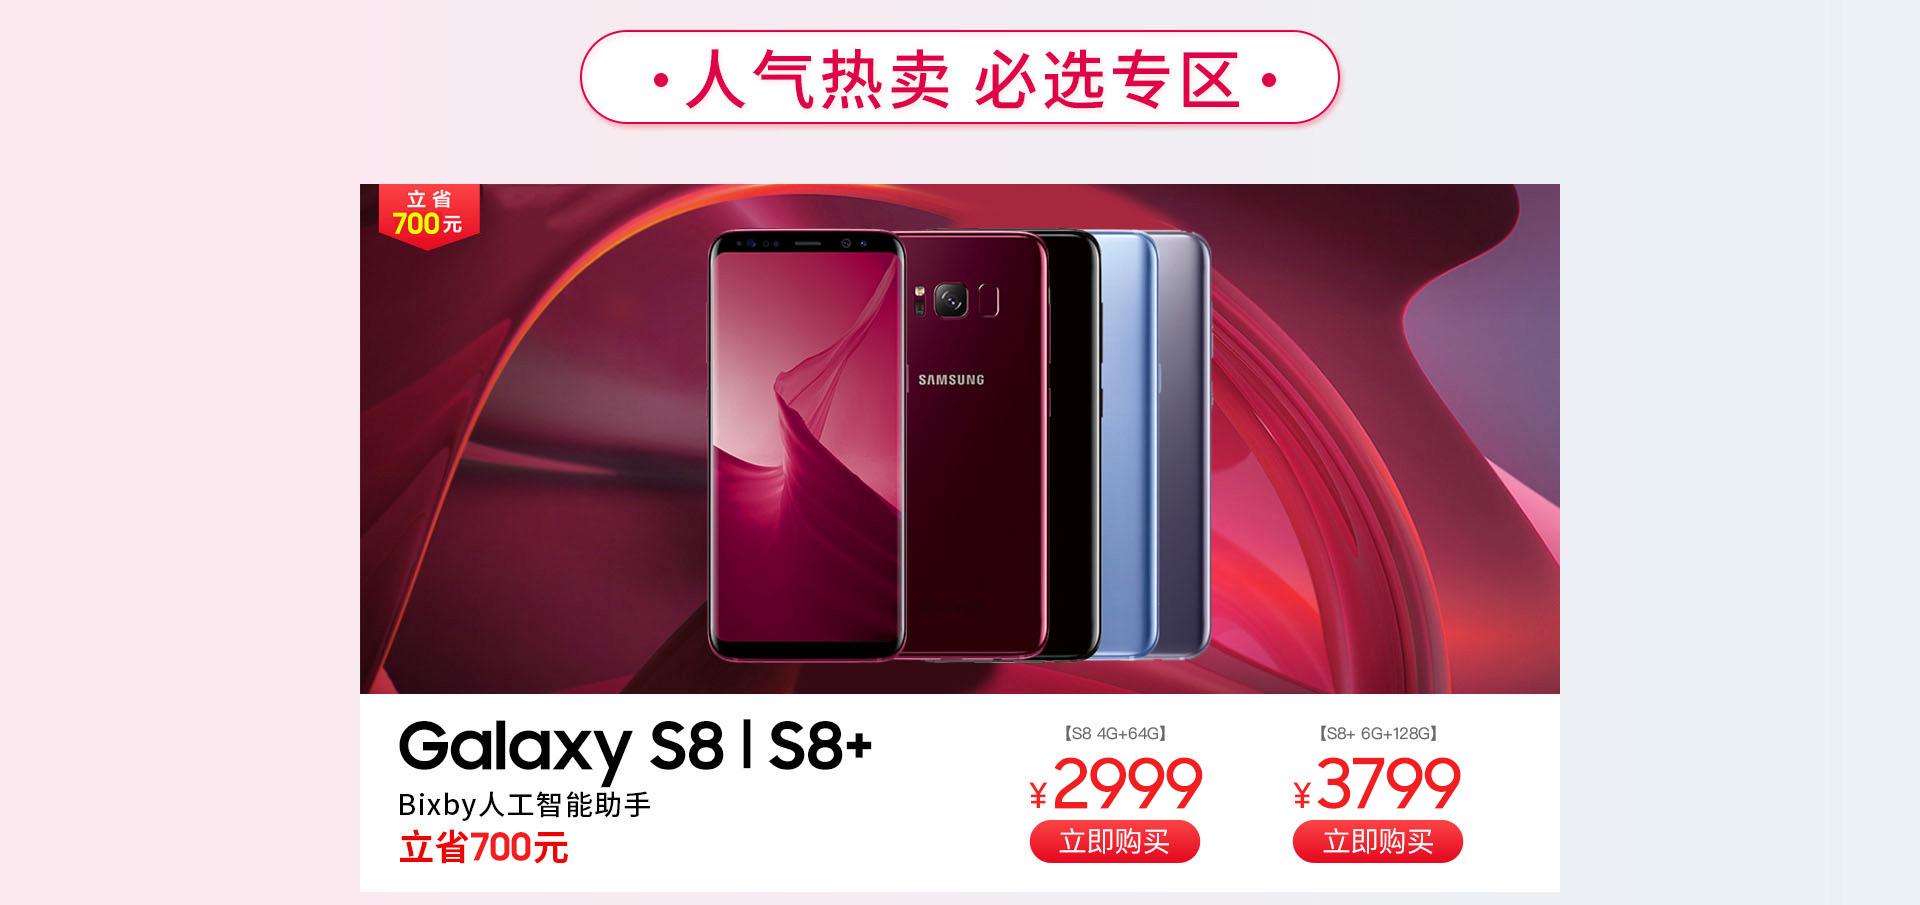 ·人气热卖 必选专区·
立省
700元
SAMSUNG
Galaxy S8 | S8+
Bixby人工智能助手
立省700元
【S8 4G+64G】
¥2999
立即购买
【S8+ 6G+128G】
¥3799
立即购买